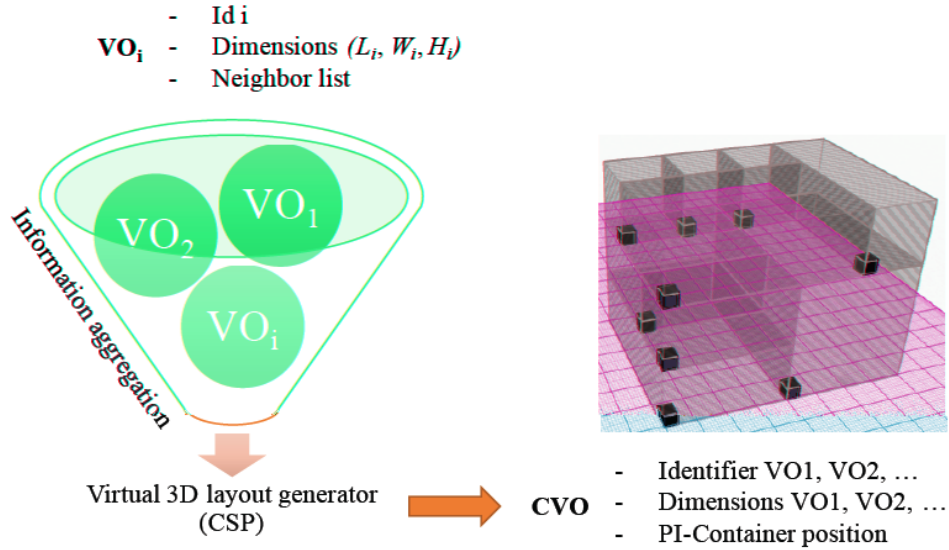 - Id i
VOᵢ - Dimensions (Lᵢ, Wᵢ, Hᵢ)
- Neighbor list
VO₁
VO₂
VOᵢ
Information aggregation
Virtual 3D layout generator
(CSP)
CVO
- Identifier VO1, VO2, …
- Dimensions VO1, VO2, …
- PI-Container position